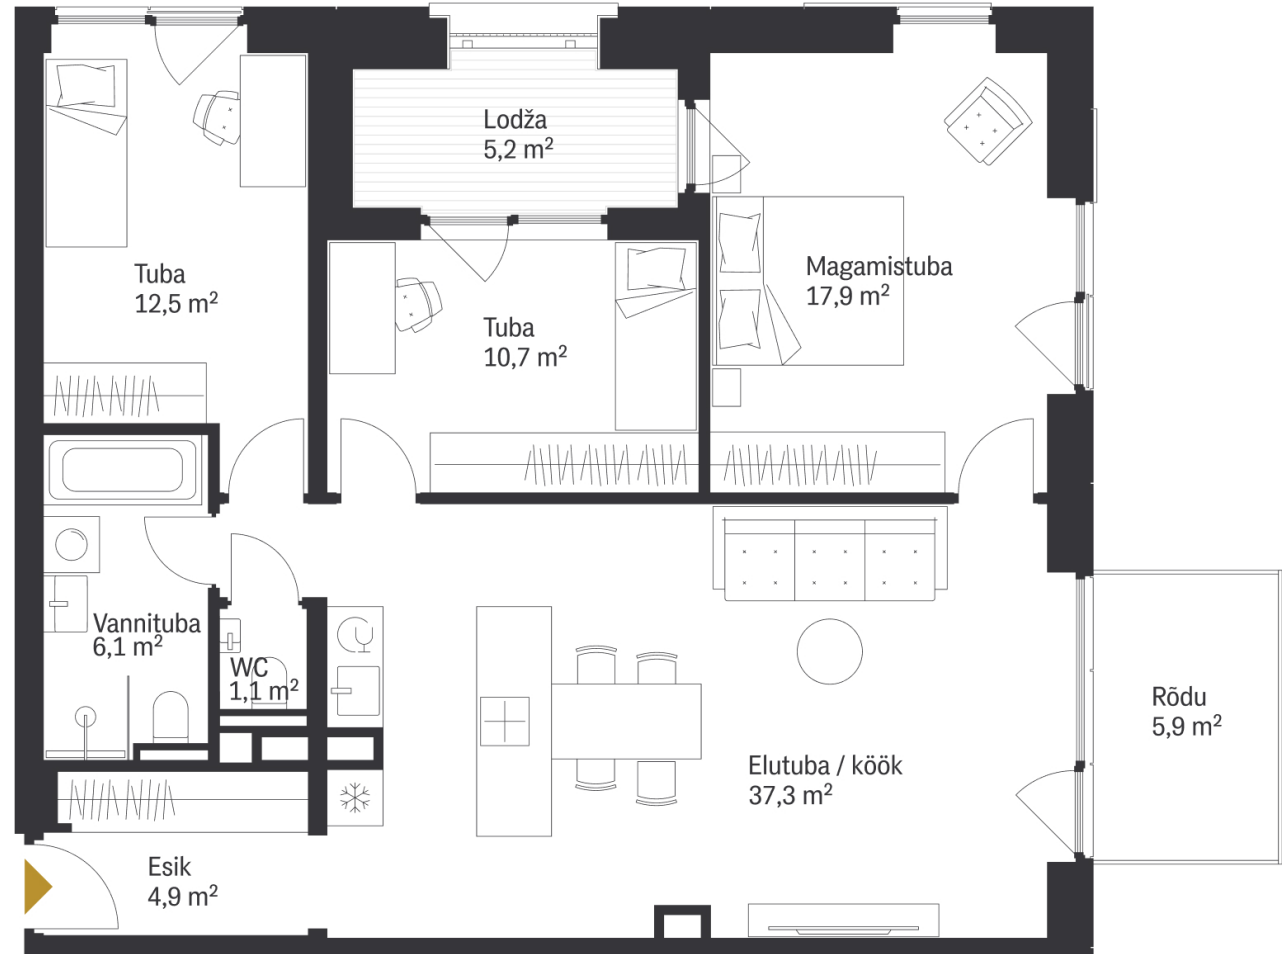 Lodža
5,2 m²
Tuba
12,5 m²
Magamistuba
17,9 m²
Tuba
10,7 m²
Vannituba
6,1 m²
WC
1,1 m²
Rõdu
5,9 m²
Elutuba / köök
37,3 m²
Esik
4,9 m²